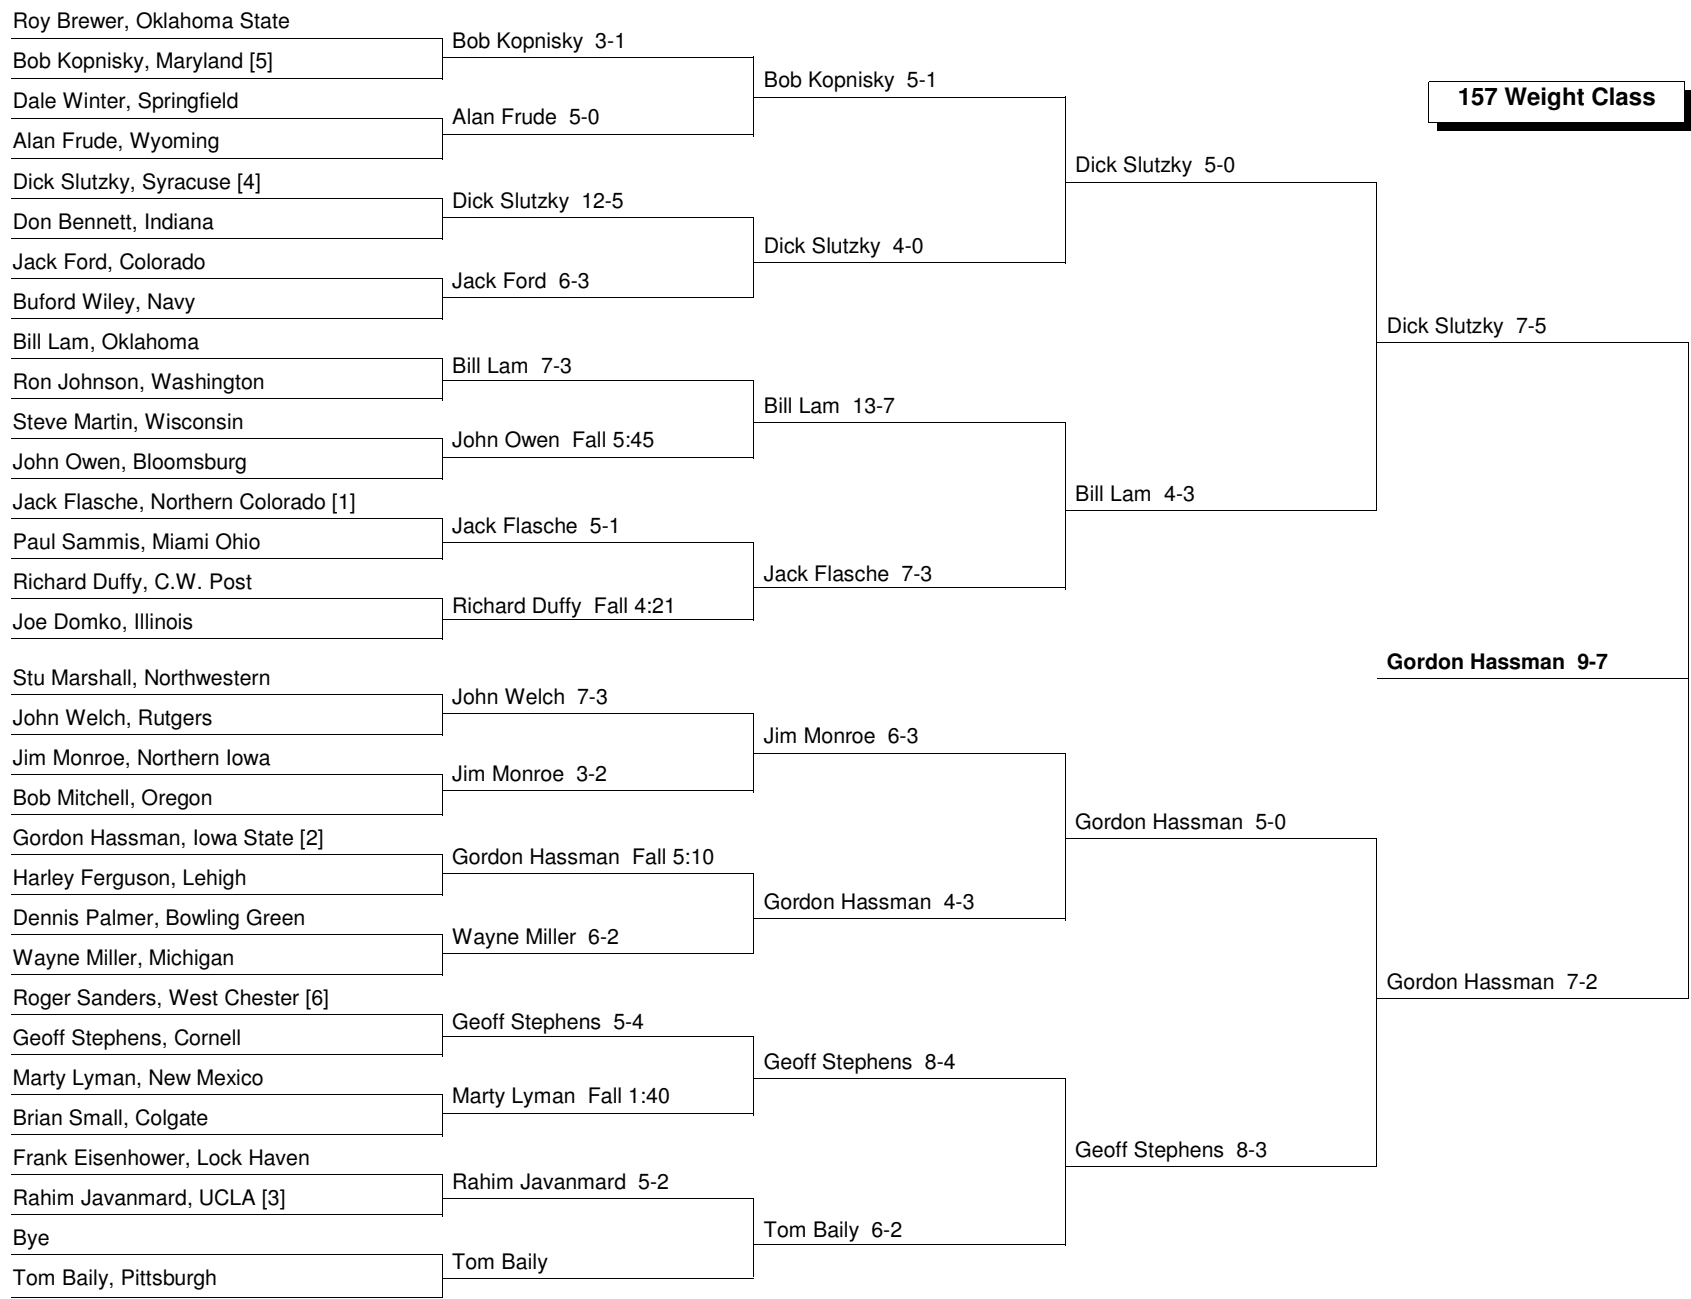 157 Weight Class
Roy Brewer, Oklahoma State
Bob Kopnisky, Maryland [5]
Dale Winter, Springfield
Alan Frude, Wyoming
Dick Slutzky, Syracuse [4]
Don Bennett, Indiana
Jack Ford, Colorado
Buford Wiley, Navy
Bill Lam, Oklahoma
Ron Johnson, Washington
Steve Martin, Wisconsin
John Owen, Bloomsburg
Jack Flasche, Northern Colorado [1]
Paul Sammis, Miami Ohio
Richard Duffy, C.W. Post
Joe Domko, Illinois
Stu Marshall, Northwestern
John Welch, Rutgers
Jim Monroe, Northern Iowa
Bob Mitchell, Oregon
Gordon Hassman, Iowa State [2]
Harley Ferguson, Lehigh
Dennis Palmer, Bowling Green
Wayne Miller, Michigan
Roger Sanders, West Chester [6]
Geoff Stephens, Cornell
Marty Lyman, New Mexico
Brian Small, Colgate
Frank Eisenhower, Lock Haven
Rahim Javanmard, UCLA [3]
Bye
Tom Baily, Pittsburgh
Bob Kopnisky 3-1
Alan Frude 5-0
Dick Slutzky 12-5
Jack Ford 6-3
Bill Lam 7-3
John Owen Fall 5:45
Jack Flasche 5-1
Richard Duffy Fall 4:21
John Welch 7-3
Jim Monroe 3-2
Gordon Hassman Fall 5:10
Wayne Miller 6-2
Geoff Stephens 5-4
Marty Lyman Fall 1:40
Rahim Javanmard 5-2
Tom Baily
Bob Kopnisky 5-1
Dick Slutzky 4-0
Bill Lam 13-7
Jack Flasche 7-3
Jim Monroe 6-3
Gordon Hassman 4-3
Geoff Stephens 8-4
Tom Baily 6-2
Dick Slutzky 5-0
Bill Lam 4-3
Gordon Hassman 5-0
Geoff Stephens 8-3
Dick Slutzky 7-5
Gordon Hassman 7-2
Gordon Hassman 9-7